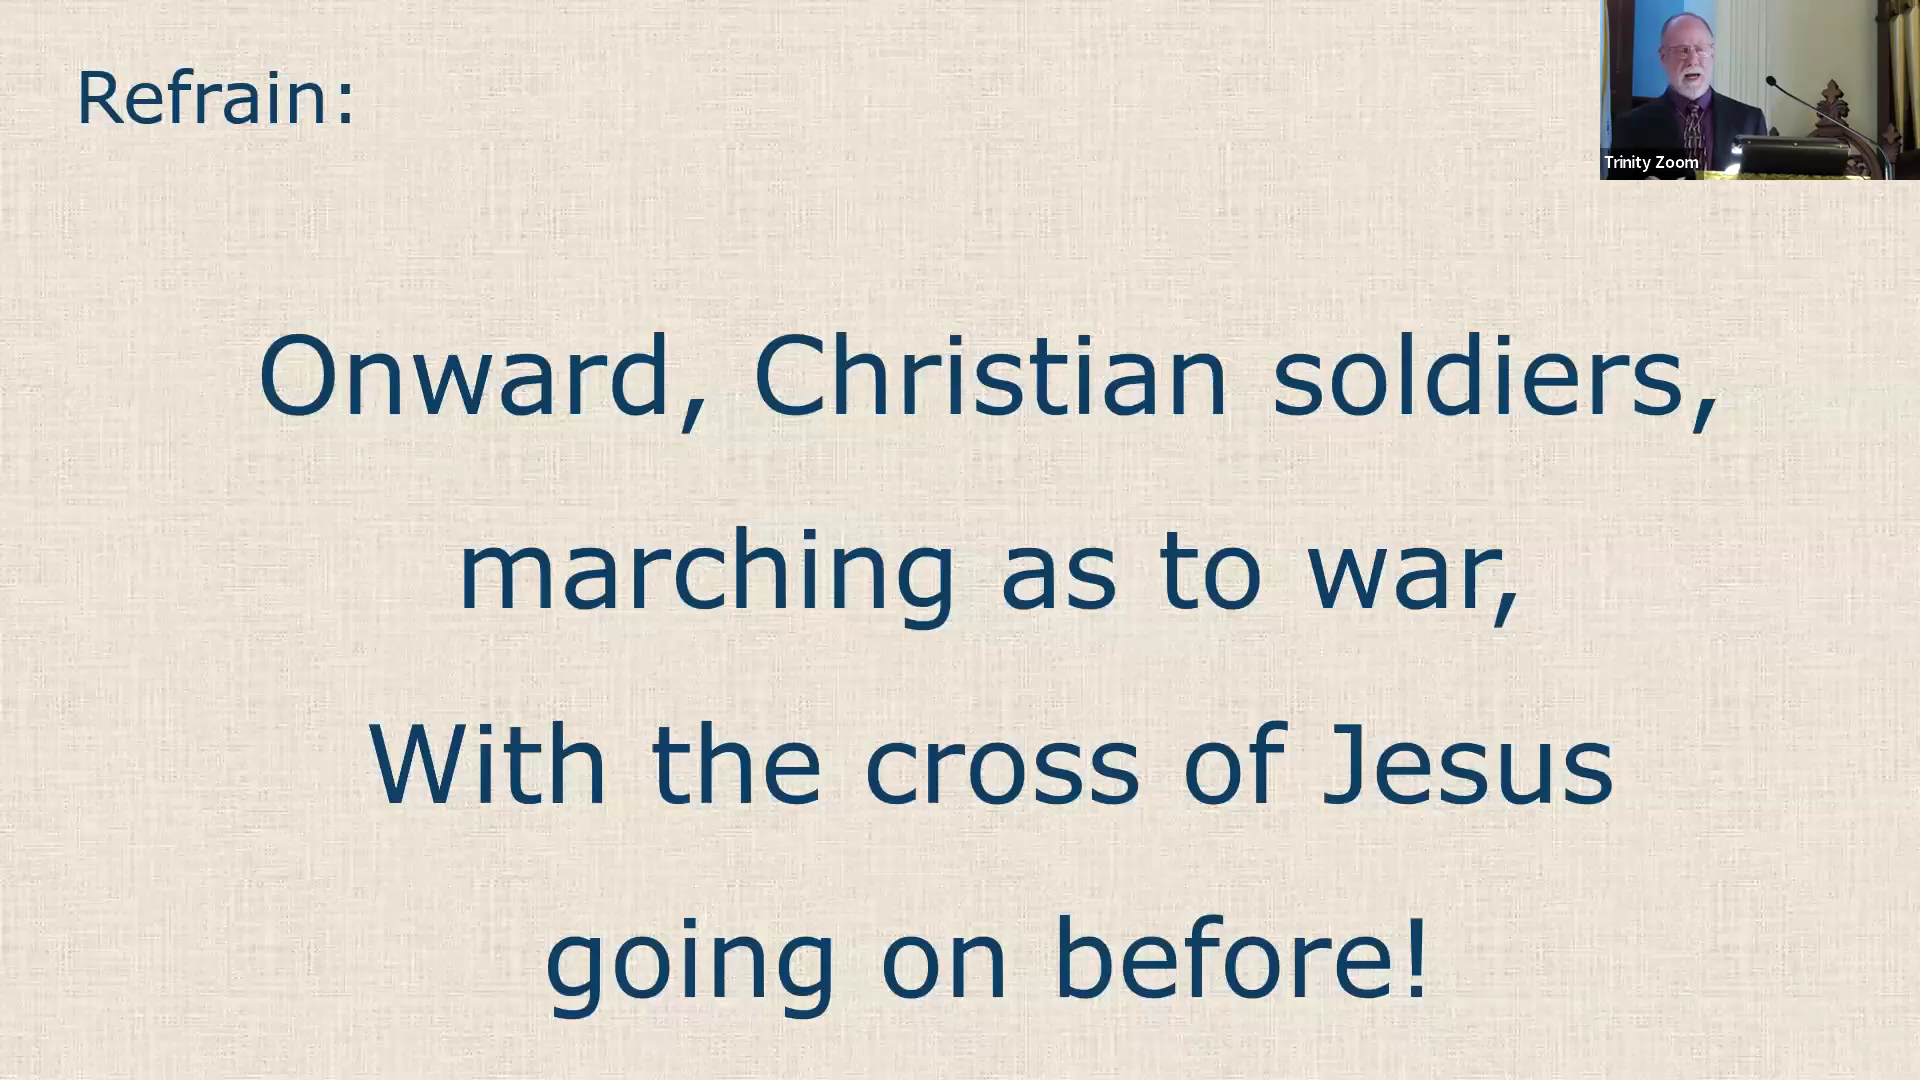 Refrain:
Trinity Zoom
Onward, Christian soldiers,
marching as to war,
With the cross of Jesus
going on before!